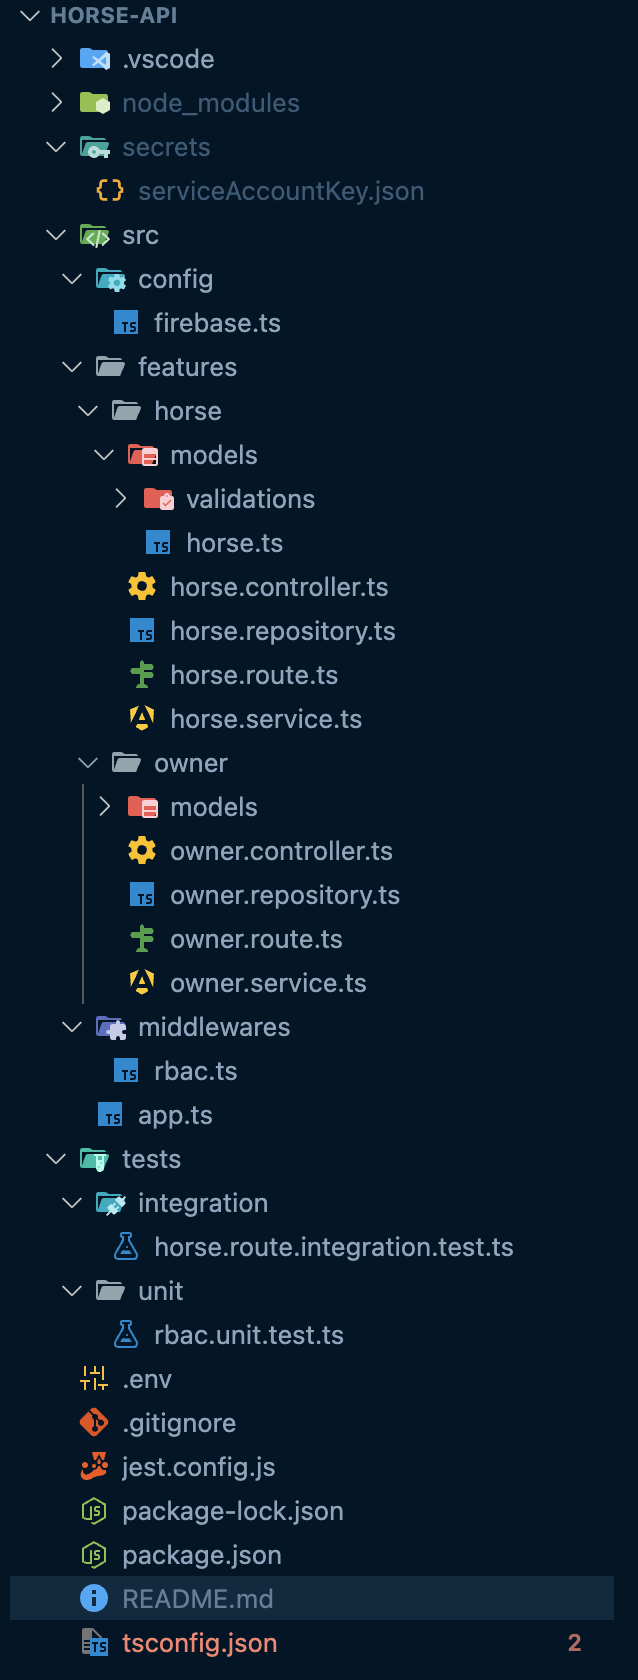 HORSE-API
.vscode
node_modules
secrets
serviceAccountKey.json
src
config
firebase.ts
features
horse
models
validations
horse.ts
horse.controller.ts
horse.repository.ts
horse.route.ts
horse.service.ts
owner
models
owner.controller.ts
owner.repository.ts
owner.route.ts
owner.service.ts
middlewares
rbac.ts
app.ts
tests
integration
horse.route.integration.test.ts
unit
rbac.unit.test.ts
.env
.gitignore
jest.config.js
package-lock.json
package.json
README.md
tsconfig.json 2